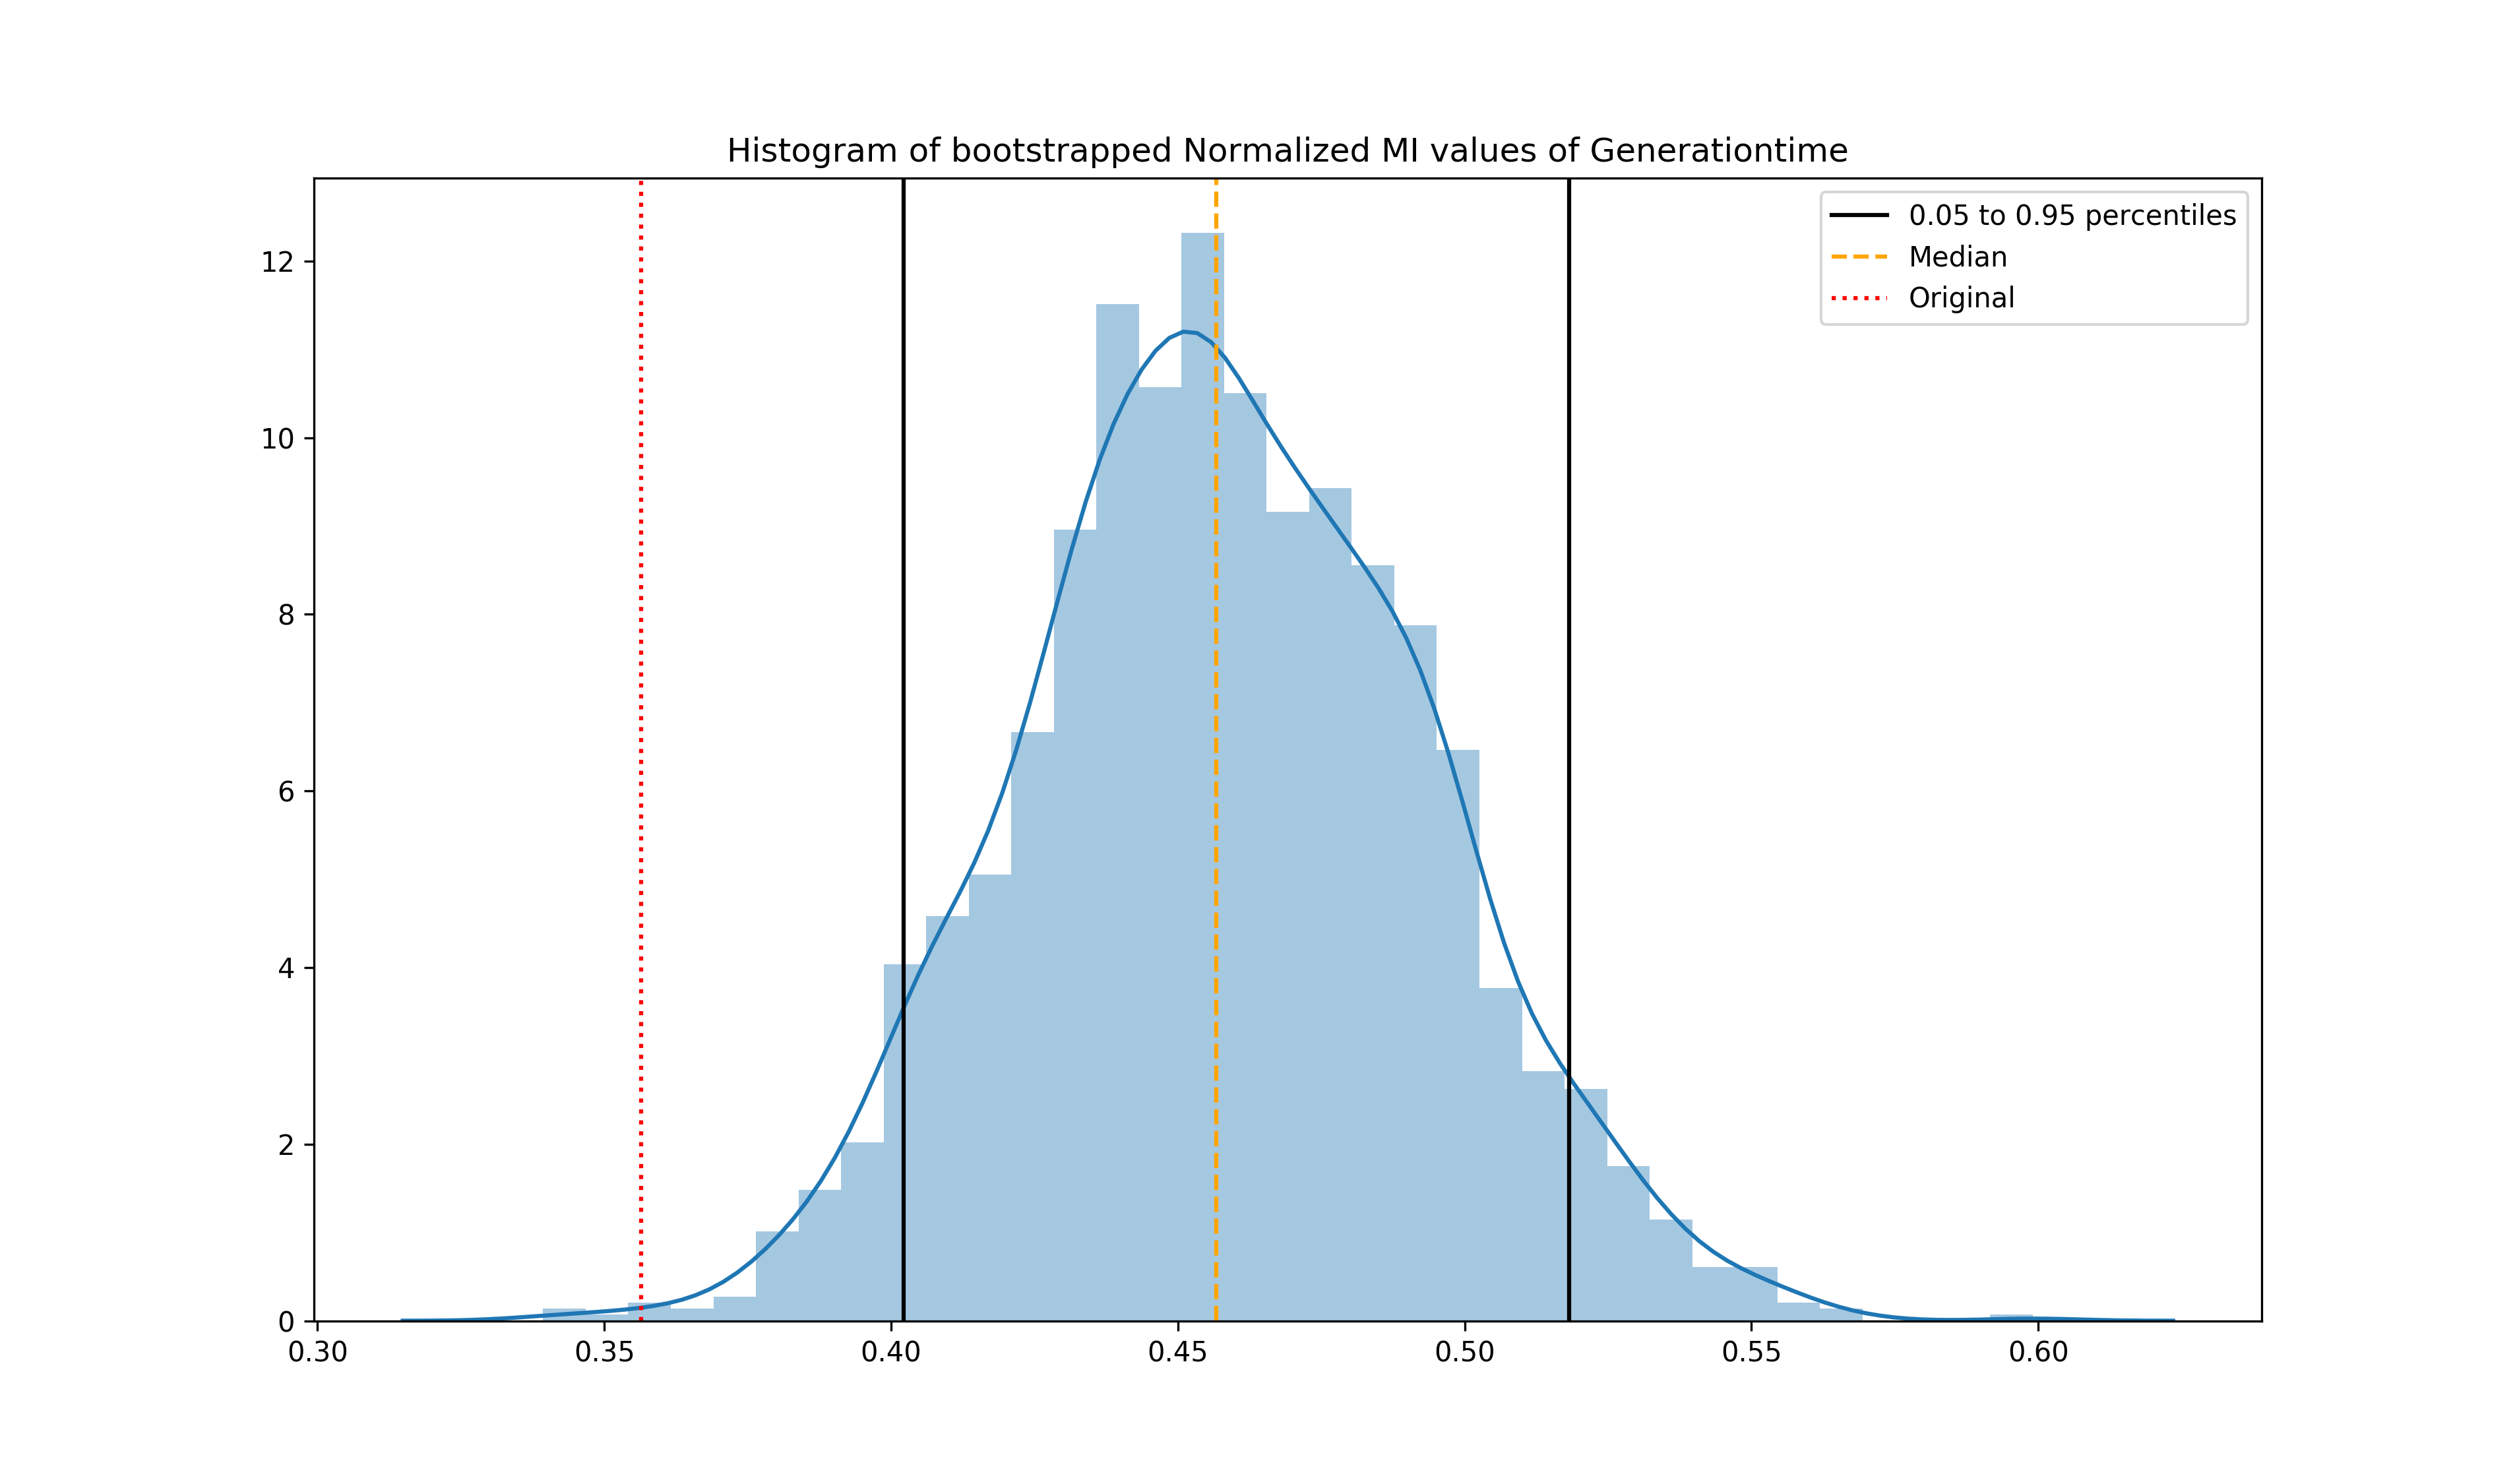 Histogram of bootstrapped Normalized MI values of Generationtime
0.05 to 0.95 percentiles
Median
Original
12
10
8
6
4
2
0
0.30 0.35 0.40 0.45 0.50 0.55 0.60